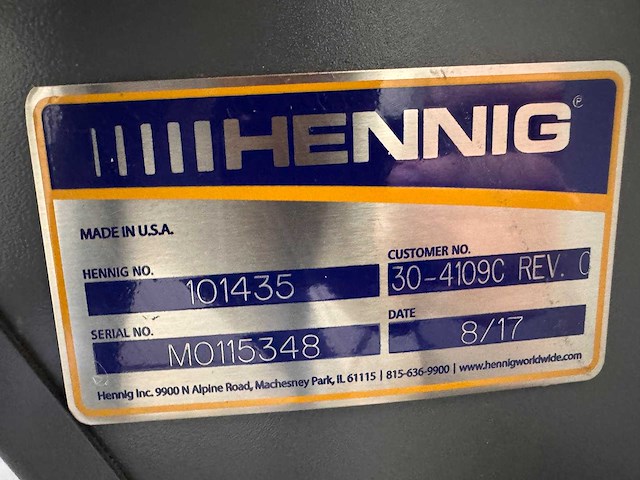 HENNIG
MADE IN U.S.A.
HENNIG NO. 101435
CUSTOMER NO. 30-4109C REV.
SERIAL NO. M0115348
DATE 8/17
Hennig Inc. 9900 N Alpine Road, Machesney Park, IL 61115 | 815-636-9900 | www.hennigworldwide.com